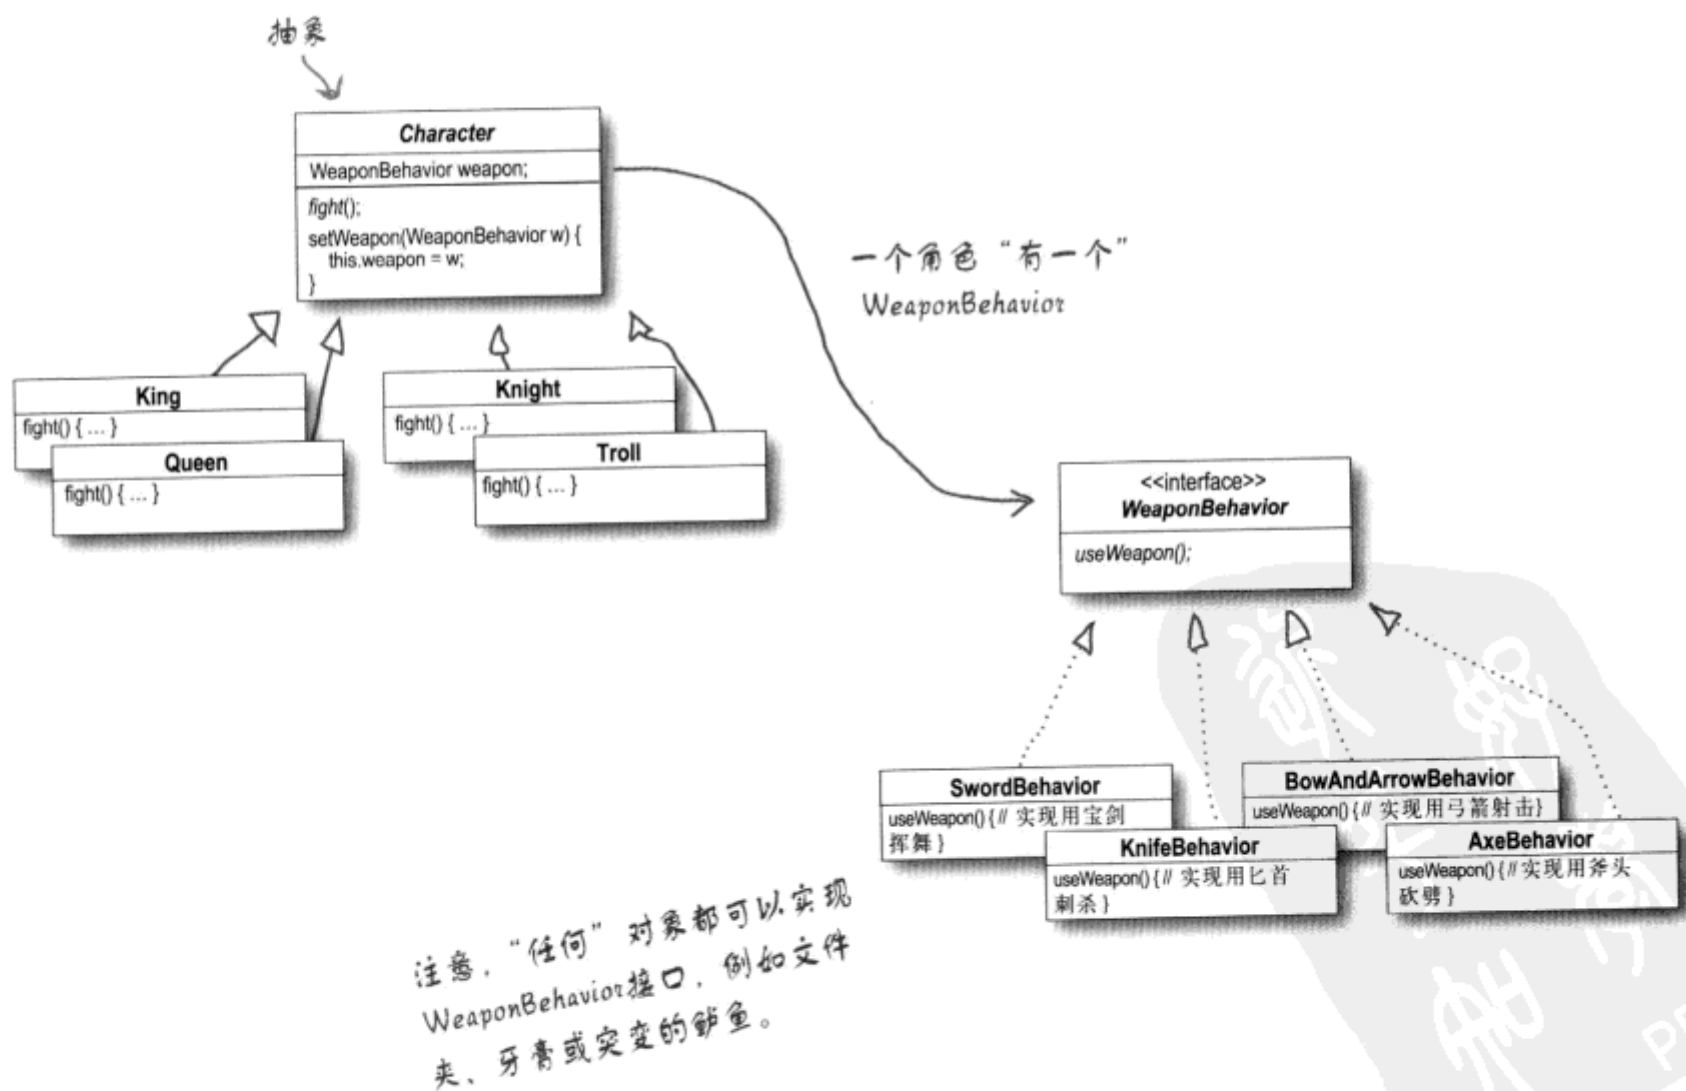 抽象
Character
WeaponBehavior weapon;
fight();
setWeapon(WeaponBehavior w) {
this.weapon = w;
}
一个角色“有一个”
WeaponBehavior
King
fight() { ... }
Queen
fight() { ... }
Knight
fight() { ... }
Troll
fight() { ... }
<<interface>>
WeaponBehavior
useWeapon();
SwordBehavior
useWeapon() { // 实现用宝剑
挥舞 }
KnifeBehavior
useWeapon() { // 实现用匕首
刺杀 }
BowAndArrowBehavior
useWeapon() { // 实现用弓箭射击}
AxeBehavior
useWeapon() { // 实现用斧头
砍劈 }
注意，“任何”对象都可以实现
WeaponBehavior接口，例如文件
夹、牙膏或突变的鲈鱼。